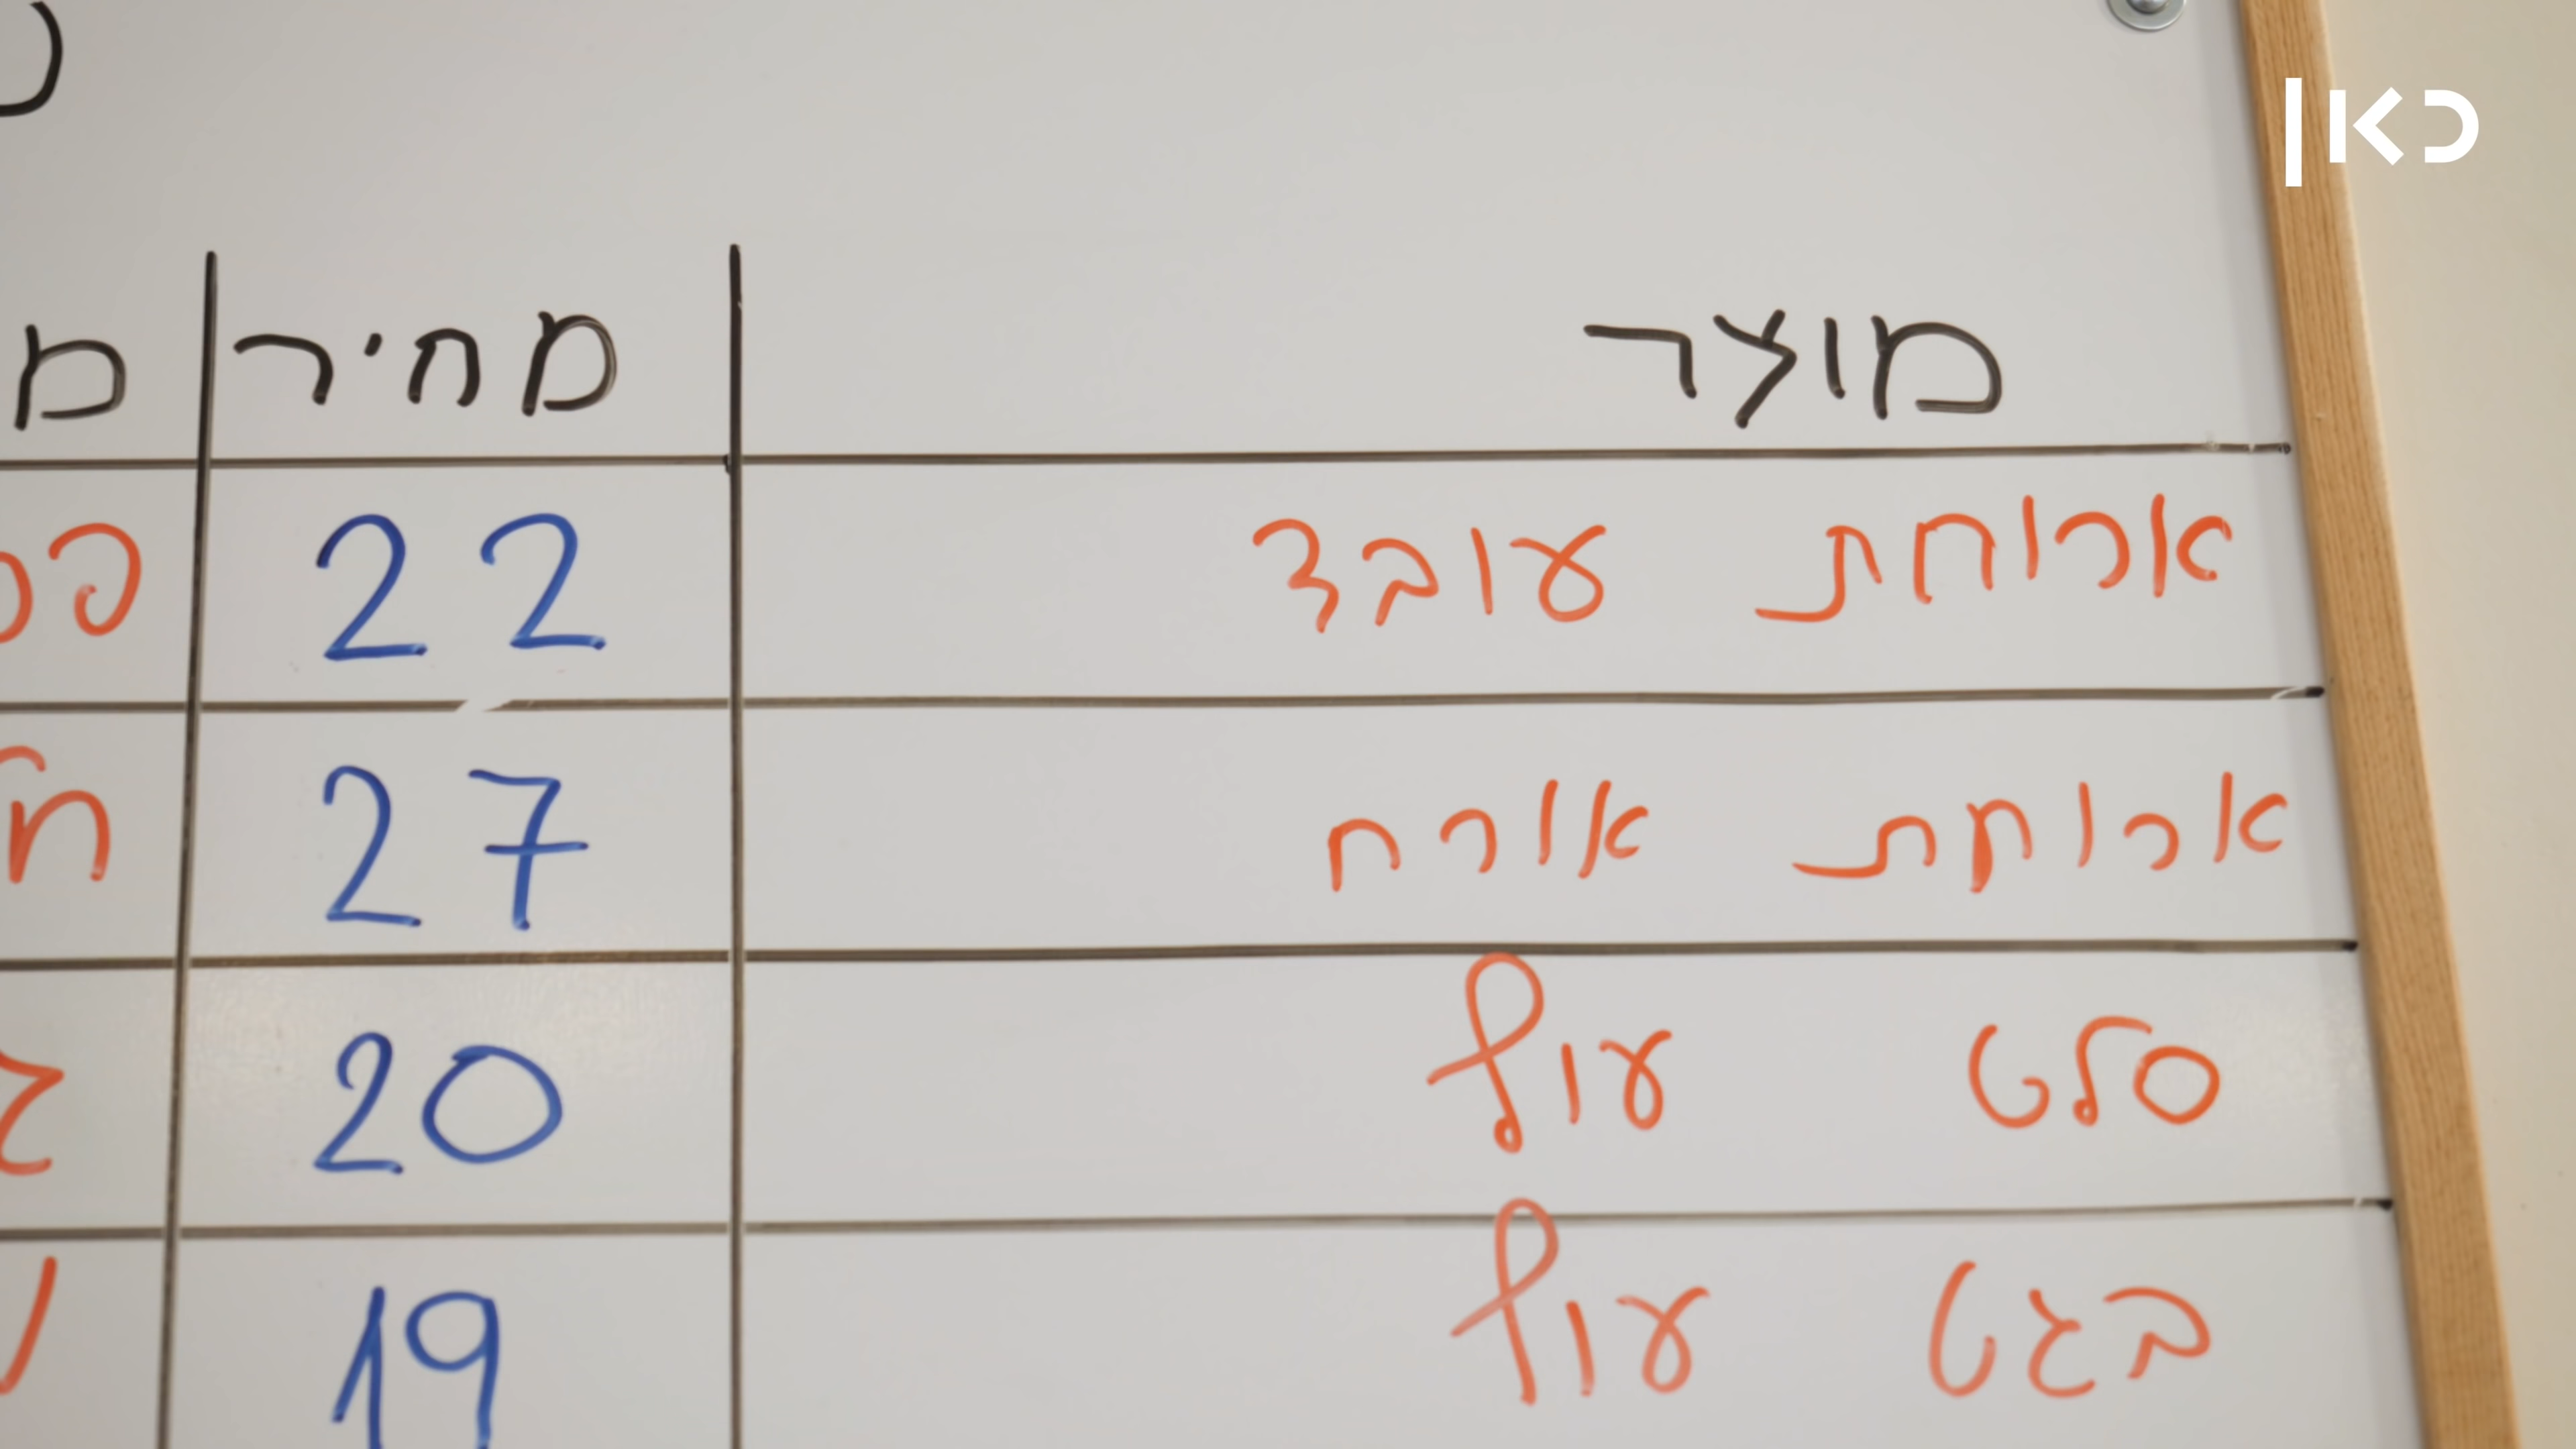 כאן
מוצר מחיר
ארוחת עובד 22
ארוחת אורח 27
סלט עוף 20
בגט עוף 19